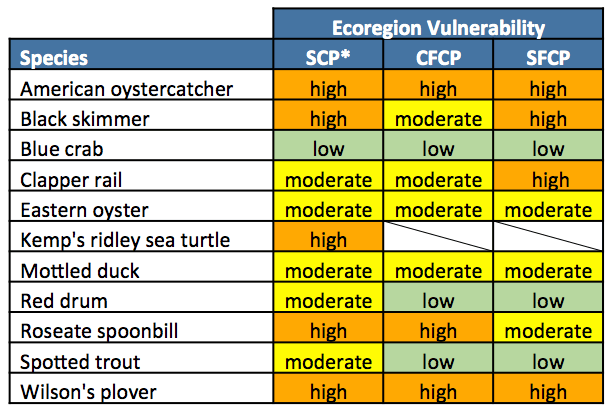 Ecoregion Vulnerability
Species SCP* CFCP SFCP
American oystercatcher high high high
Black skimmer high moderate high
Blue crab low low low
Clapper rail moderate moderate high
Eastern oyster moderate moderate moderate
Kemp's ridley sea turtle high
Mottled duck moderate moderate moderate
Red drum moderate low low
Roseate spoonbill high high moderate
Spotted trout moderate low low
Wilson's plover high high high